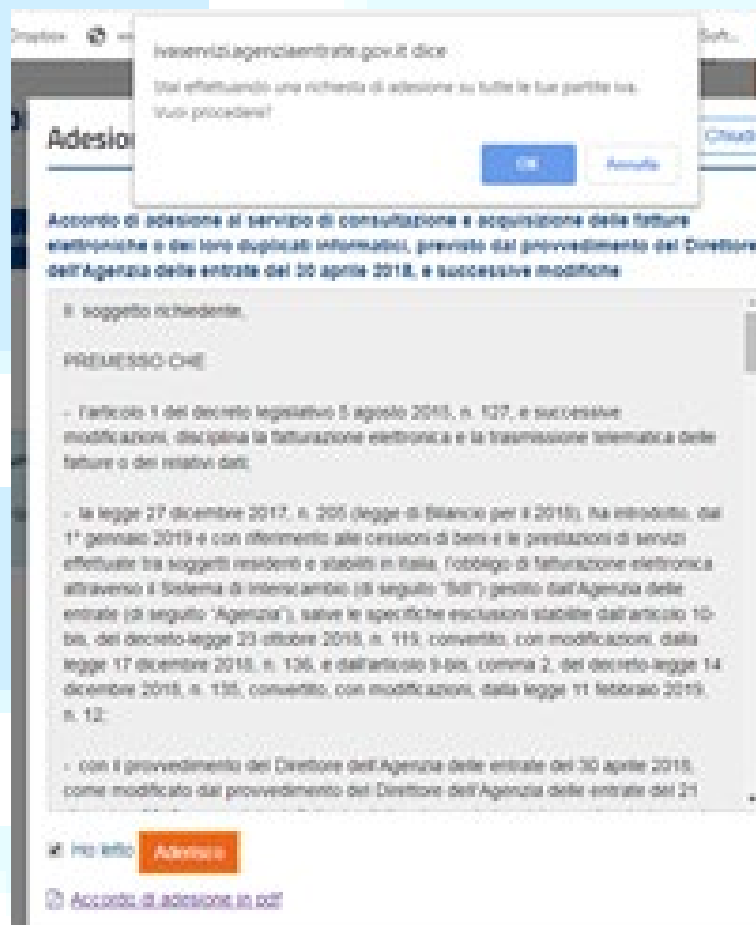 Dropbox
Soft...
ivaservizi.agenziaentrate.gov.it dice
Stai effettuando una richiesta di adesione su tutte le tue partite iva.
Vuoi procedere?
OK Annulla
Adesio
Chiudi
Accordo di adesione al servizio di consultazione e acquisizione delle fatture
elettroniche o dei loro duplicati informatici, previsto dal provvedimento del Direttore
dell'Agenzia delle entrate del 30 aprile 2018, e successive modifiche
Il soggetto richiedente,
PREMESSO CHE
- l'articolo 1 del decreto legislativo 5 agosto 2015, n. 127, e successive
modificazioni, disciplina la fatturazione elettronica e la trasmissione telematica delle
fatture o dei relativi dati;
- la legge 27 dicembre 2017, n. 205 (legge di Bilancio per il 2018), ha introdotto, dal
1° gennaio 2019 e con riferimento alle cessioni di beni e le prestazioni di servizi
effettuate tra soggetti residenti e stabiliti in Italia, l'obbligo di fatturazione elettronica
attraverso il Sistema di Interscambio (di seguito "SdI") gestito dall'Agenzia delle
entrate (di seguito "Agenzia"), salve le specifiche esclusioni stabilite dall'articolo 10-
bis, del decreto-legge 23 ottobre 2018, n. 119, convertito, con modificazioni, dalla
legge 17 dicembre 2018, n. 136, e dall'articolo 9-bis, comma 2, del decreto-legge 14
dicembre 2018, n. 135, convertito, con modificazioni, dalla legge 11 febbraio 2019,
n. 12;
- con il provvedimento del Direttore dell'Agenzia delle entrate del 30 aprile 2018,
come modificato dal provvedimento del Direttore dell'Agenzia delle entrate del 21
Ho letto Aderisco
Accordo di adesione in pdf